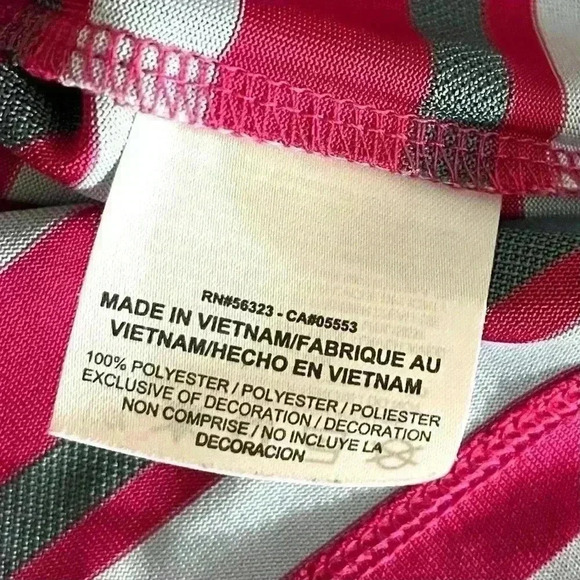 RN#56323 - CA#05553
MADE IN VIETNAM/FABRIQUE AU
VIETNAM/HECHO EN VIETNAM
100% POLYESTER / POLYESTER / POLIESTER
EXCLUSIVE OF DECORATION / DECORATION
NON COMPRISE / NO INCLUYE LA
DECORACION